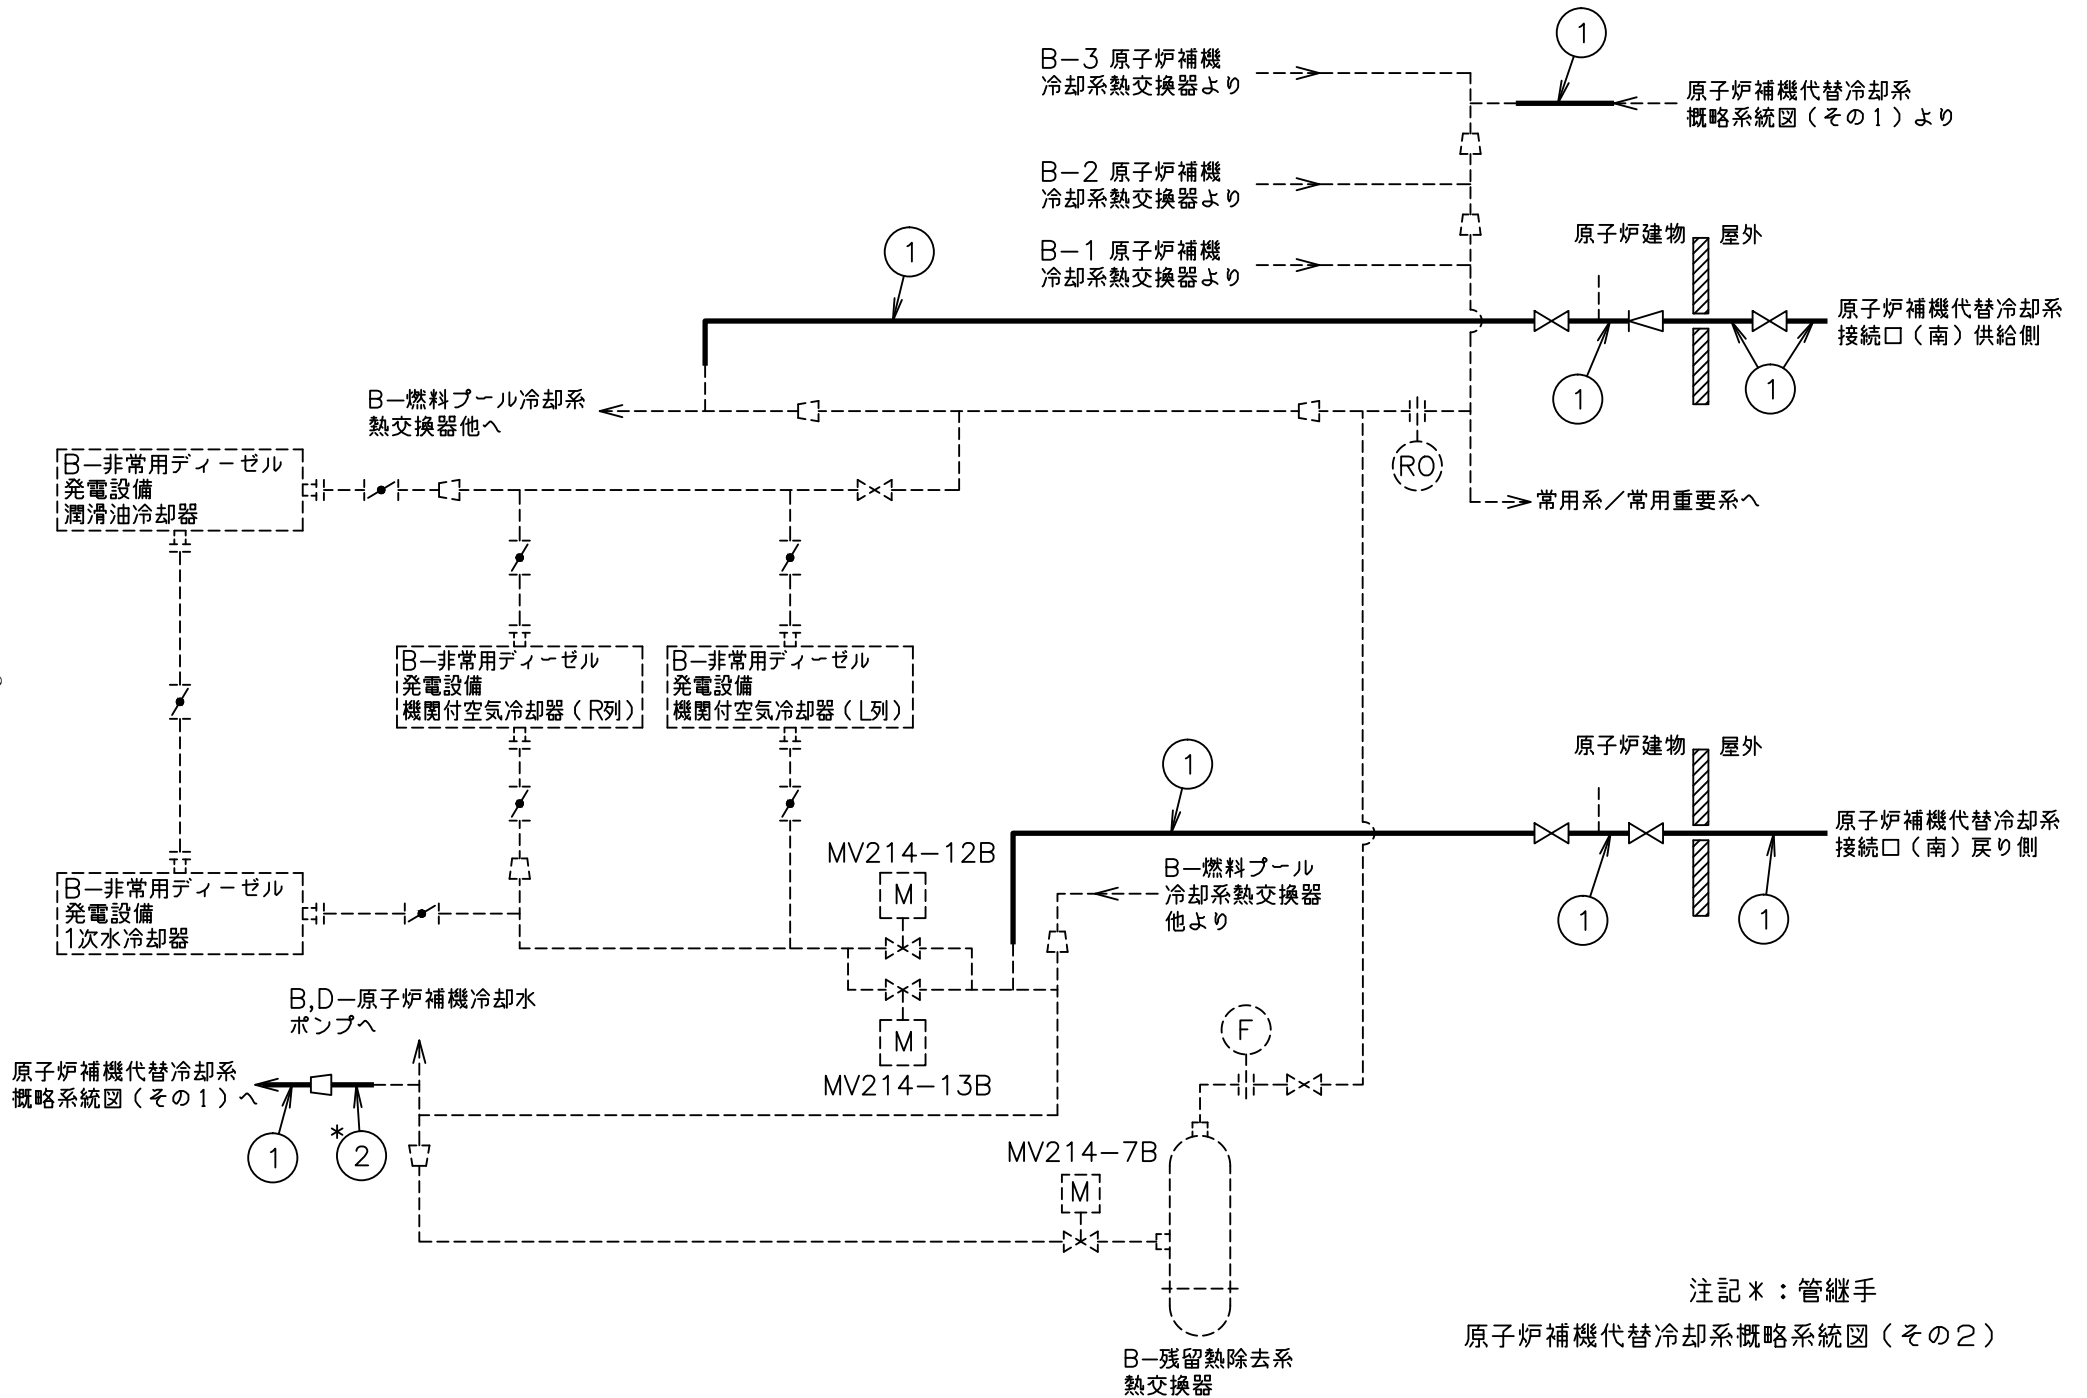 1
B－3 原子炉補機
冷却系熱交換器より
原子炉補機代替冷却系
概略系統図（その１）より
B－2 原子炉補機
冷却系熱交換器より
B－1 原子炉補機
冷却系熱交換器より
1
原子炉建物
屋外
原子炉補機代替冷却系
接続口（南）供給側
1
1
B－燃料プール冷却系
熱交換器他へ
RO
常用系／常用重要系へ
B－非常用ディーゼル
発電設備
潤滑油冷却器
B－非常用ディーゼル
発電設備
機関付空気冷却器（R列）
B－非常用ディーゼル
発電設備
機関付空気冷却器（L列）
1
原子炉建物
屋外
原子炉補機代替冷却系
接続口（南）戻り側
1
1
MV214－12B
M
B－燃料プール
冷却系熱交換器
他より
B－非常用ディーゼル
発電設備
1次水冷却器
M
MV214－13B
B,D－原子炉補機冷却水
ポンプへ
F
原子炉補機代替冷却系
概略系統図（その１）へ
1
*
2
MV214－7B
M
B－残留熱除去系
熱交換器
注記＊：管継手
原子炉補機代替冷却系概略系統図（その２）